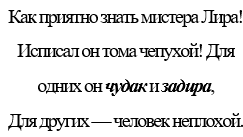 Как приятно знать мистера Лира!
Исписал он тома чепухой! Для
одних он чудак и задира,
Для других — человек неплохой.